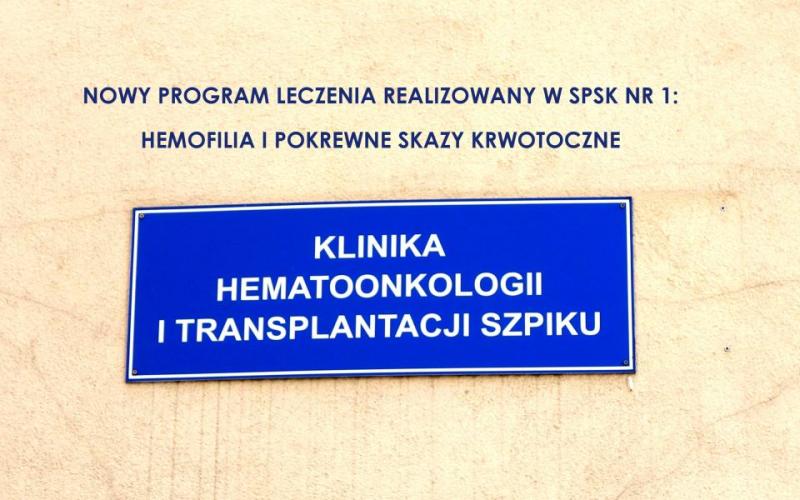 NOWY PROGRAM LECZENIA REALIZOWANY W SPSK NR 1:
HEMOFILIA I POKREWNE SKAZY KRWOTOCZNE
KLINIKA
HEMATOONKOLOGII
I TRANSPLANTACJI SZPIKU